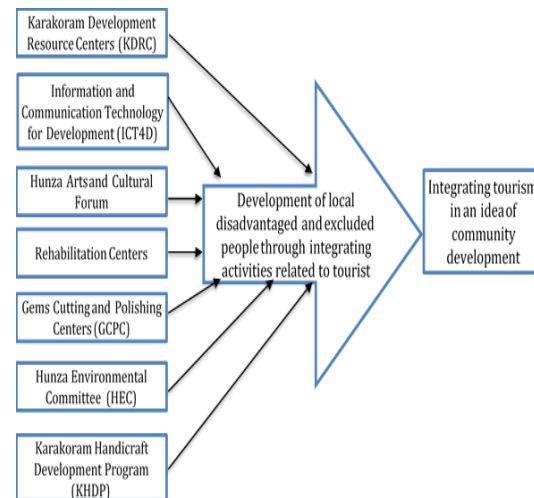 Karakoram Development
Resource Centers (KDRC)
Information and
Communication Technology
for Development (ICT4D)
Hunza Arts and Cultural
Forum
Rehabilitation Centers
Gems Cutting and Polishing
Centers (GCPC)
Hunza Environmental
Committee (HEC)
Karakoram Handicraft
Development Program
(KHDP)
Development of local
disadvantaged and excluded
people through integrating
activities related to tourist
Integrating tourism
in an idea of
community
development